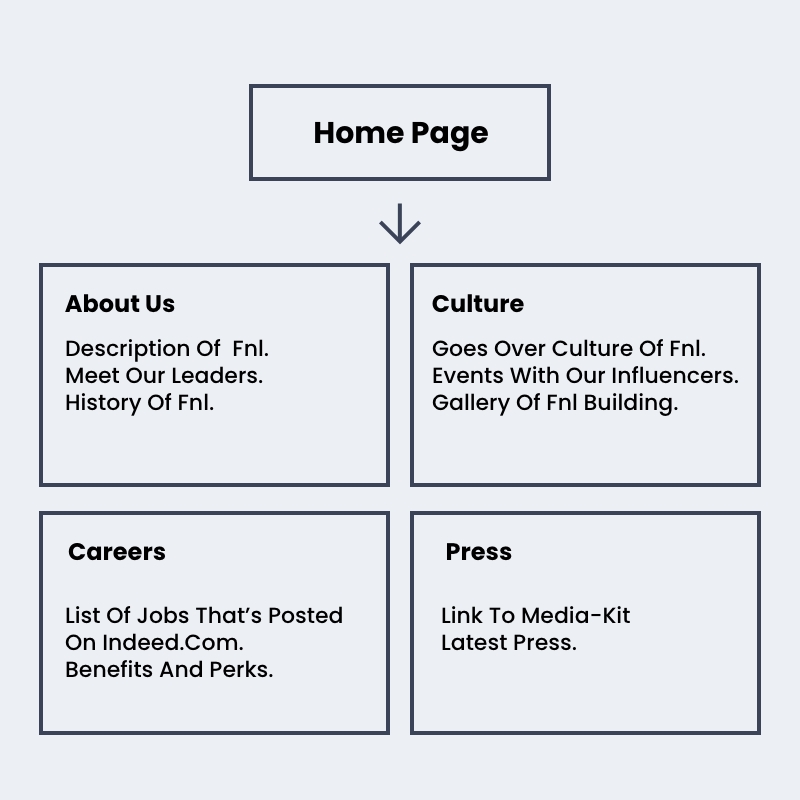 Home Page
About Us
Description Of  Fnl.
Meet Our Leaders.
History Of Fnl.
Culture
Goes Over Culture Of Fnl.
Events With Our Influencers.
Gallery Of Fnl Building.
Careers
List Of Jobs That’s Posted
On Indeed.Com.
Benefits And Perks.
Press
Link To Media-Kit
Latest Press.